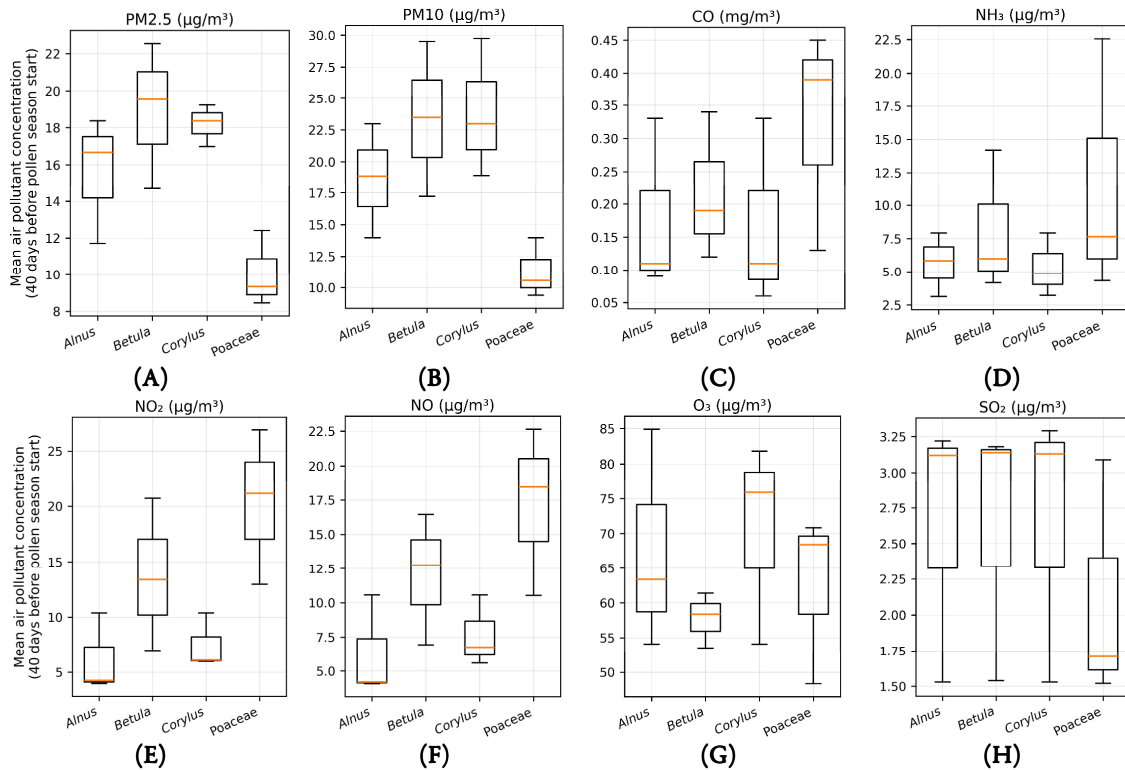 PM2.5 (μg/m³)
PM10 (μg/m³)
CO (mg/m³)
NH₃ (μg/m³)
Mean air pollutant concentration
(40 days before pollen season start)
22
20
18
16
14
12
10
8
30.0
27.5
25.0
22.5
20.0
17.5
15.0
12.5
10.0
0.45
0.40
0.35
0.30
0.25
0.20
0.15
0.10
0.05
22.5
20.0
17.5
15.0
12.5
10.0
7.5
5.0
2.5
Alnus
Betula
Corylus
Poaceae
Alnus
Betula
Corylus
Poaceae
Alnus
Betula
Corylus
Poaceae
Alnus
Betula
Corylus
Poaceae
(A)
(B)
(C)
(D)
NO₂ (μg/m³)
NO (μg/m³)
O₃ (μg/m³)
SO₂ (μg/m³)
Mean air pollutant concentration
(40 days before pollen season start)
25
20
15
10
5
22.5
20.0
17.5
15.0
12.5
10.0
7.5
5.0
85
80
75
70
65
60
55
50
3.25
3.00
2.75
2.50
2.25
2.00
1.75
1.50
Alnus
Betula
Corylus
Poaceae
Alnus
Betula
Corylus
Poaceae
Alnus
Betula
Corylus
Poaceae
Alnus
Betula
Corylus
Poaceae
(E)
(F)
(G)
(H)